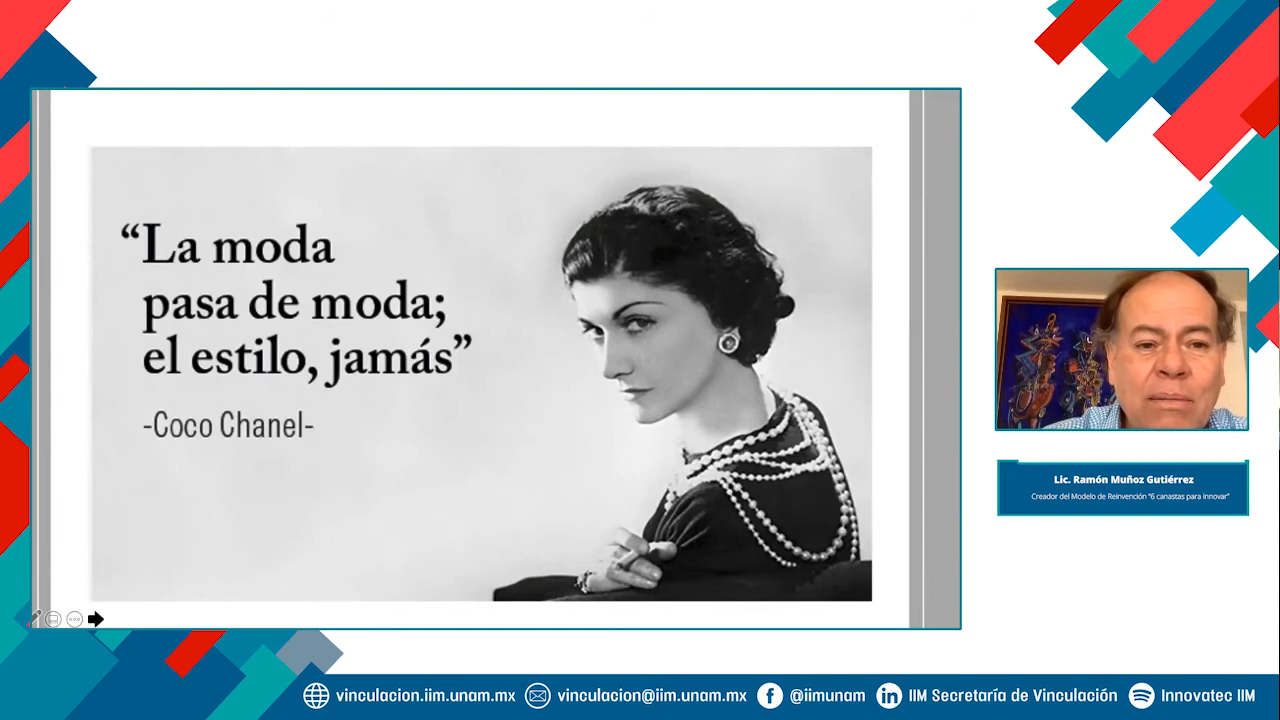 “La moda
pasa de moda;
el estilo, jamás”
-Coco Chanel-
Lic. Ramón Muñoz Gutiérrez
Creador del Modelo de Reinvención “6 canastas para innovar”
vinculacion.iim.unam.mx
vinculacion@iim.unam.mx
@iimunam
IIM Secretaría de Vinculación
Innovatec IIM